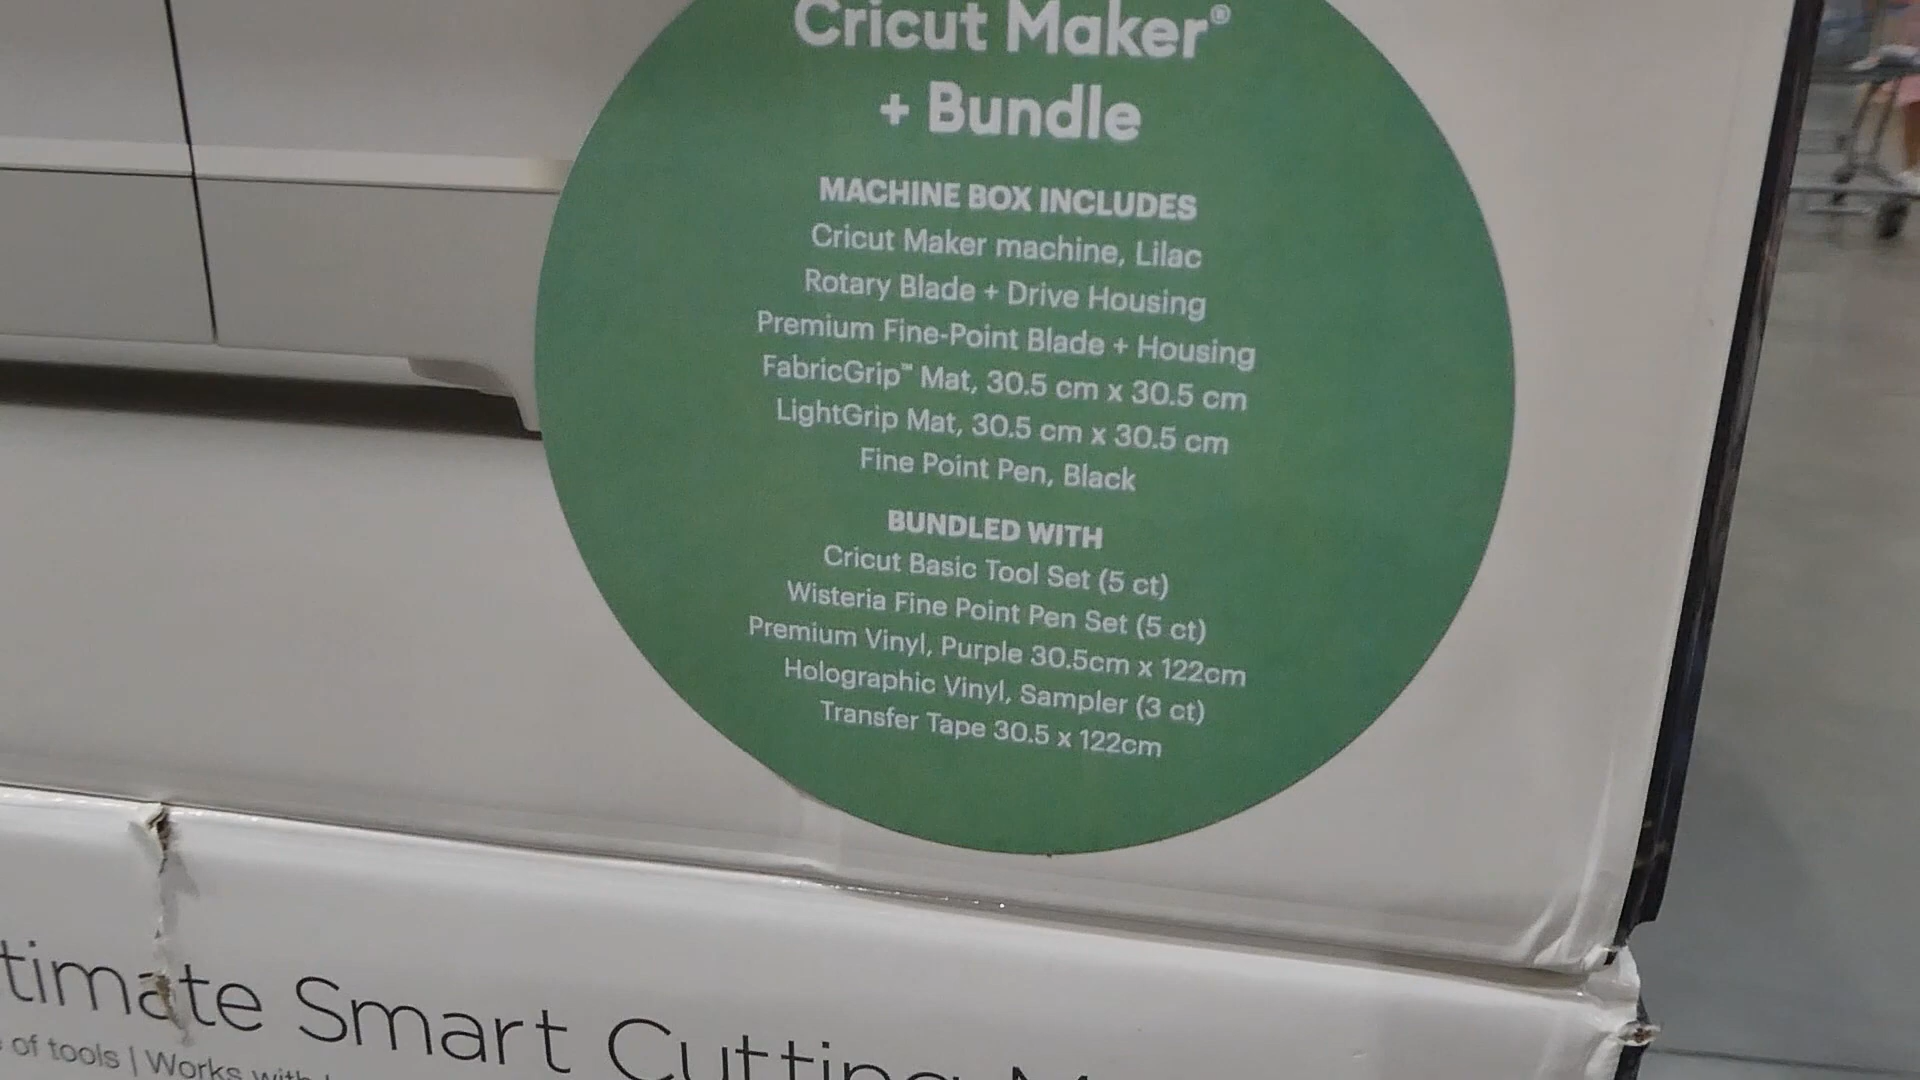 Cricut Maker®
+ Bundle
MACHINE BOX INCLUDES
Cricut Maker machine, Lilac
Rotary Blade + Drive Housing
Premium Fine-Point Blade + Housing
FabricGrip™ Mat, 30.5 cm x 30.5 cm
LightGrip Mat, 30.5 cm x 30.5 cm
Fine Point Pen, Black
BUNDLED WITH
Cricut Basic Tool Set (5 ct)
Wisteria Fine Point Pen Set (5 ct)
Premium Vinyl, Purple 30.5cm x 122cm
Holographic Vinyl, Sampler (3 ct)
Transfer Tape 30.5 x 122cm
timate Smart Cutting
of tools | Works with